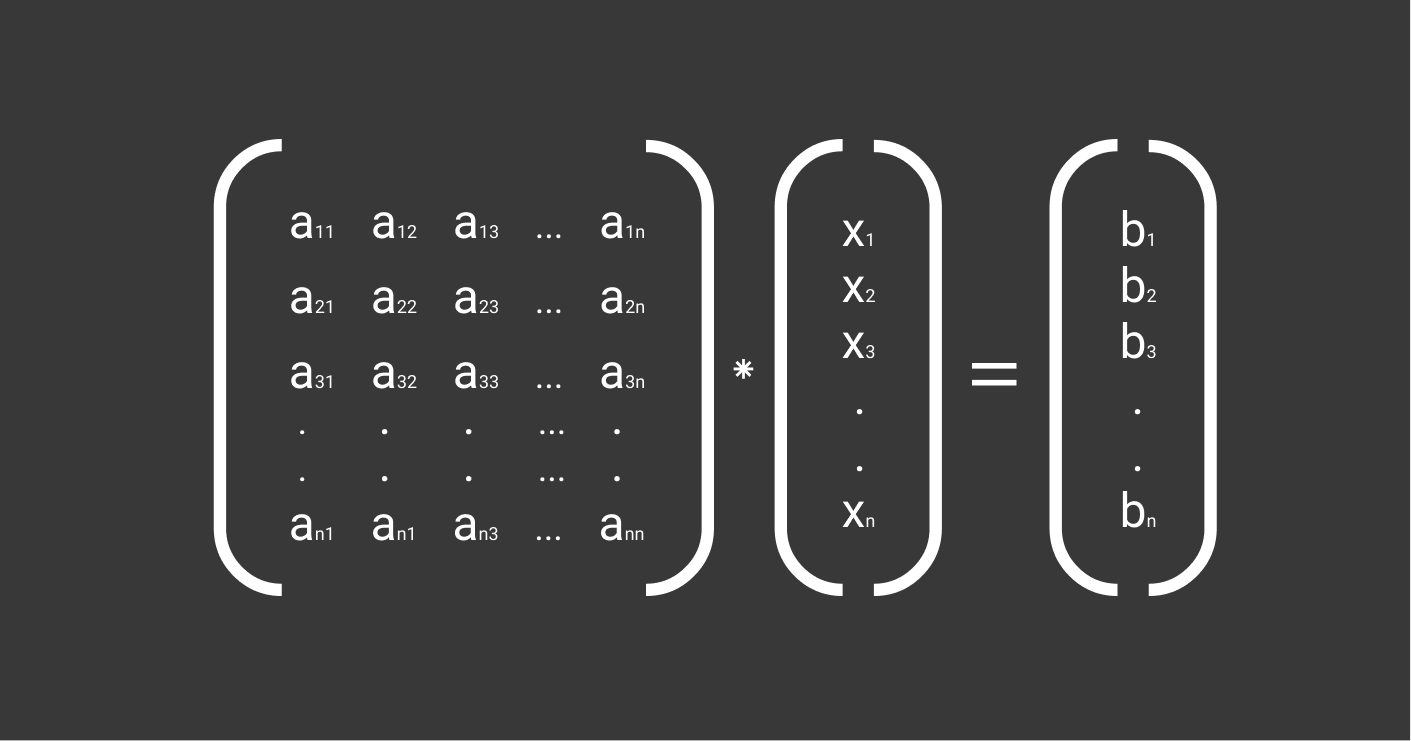 a11 a12 a13 ... a1n
a21 a22 a23 ... a2n
a31 a32 a33 ... a3n
. . . ... .
. . . ... .
an1 an1 an3 ... ann
*
x1
x2
x3
.
.
xn
=
b1
b2
b3
.
.
bn